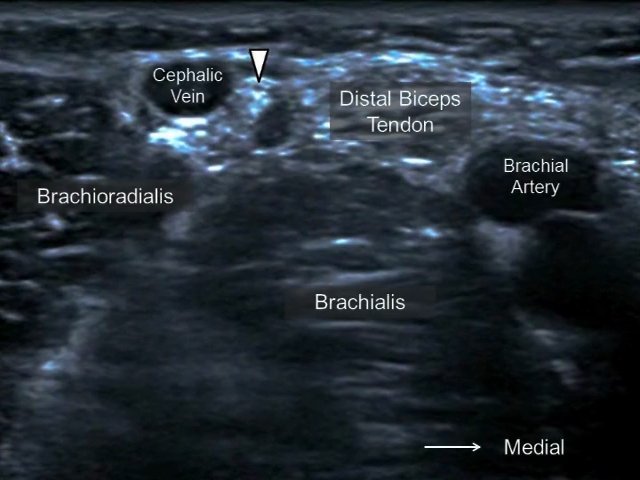 Cephalic
Vein
Distal Biceps
Tendon
Brachial
Artery
Brachioradialis
Brachialis
Medial